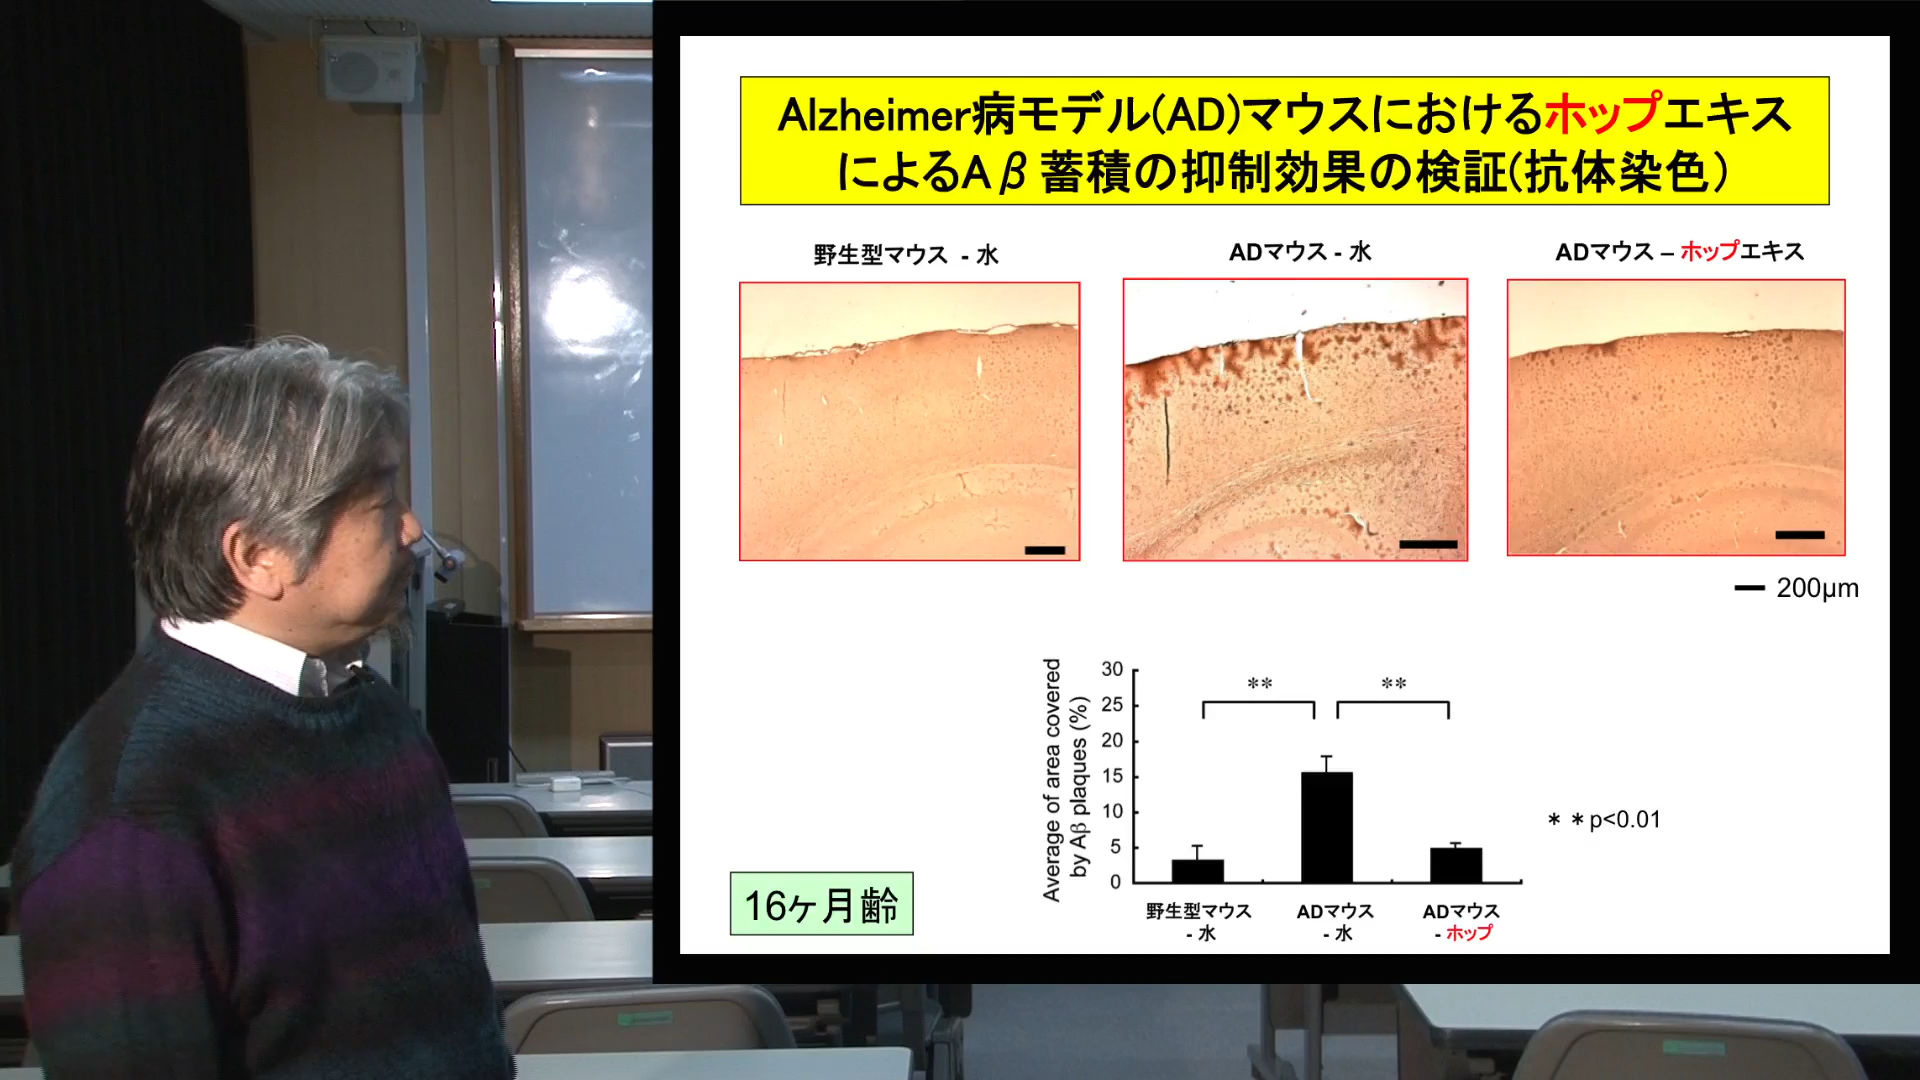 Alzheimer病モデル(AD)マウスにおけるホップエキス
によるAβ蓄積の抑制効果の検証(抗体染色)
野生型マウス - 水
ADマウス - 水
ADマウス – ホップエキス
200μm
Average of area covered
by Aβ plaques (%)
30
25
20
15
10
5
0
**
**
**p<0.01
野生型マウス
- 水
ADマウス
- 水
ADマウス
- ホップ
16ヶ月齢